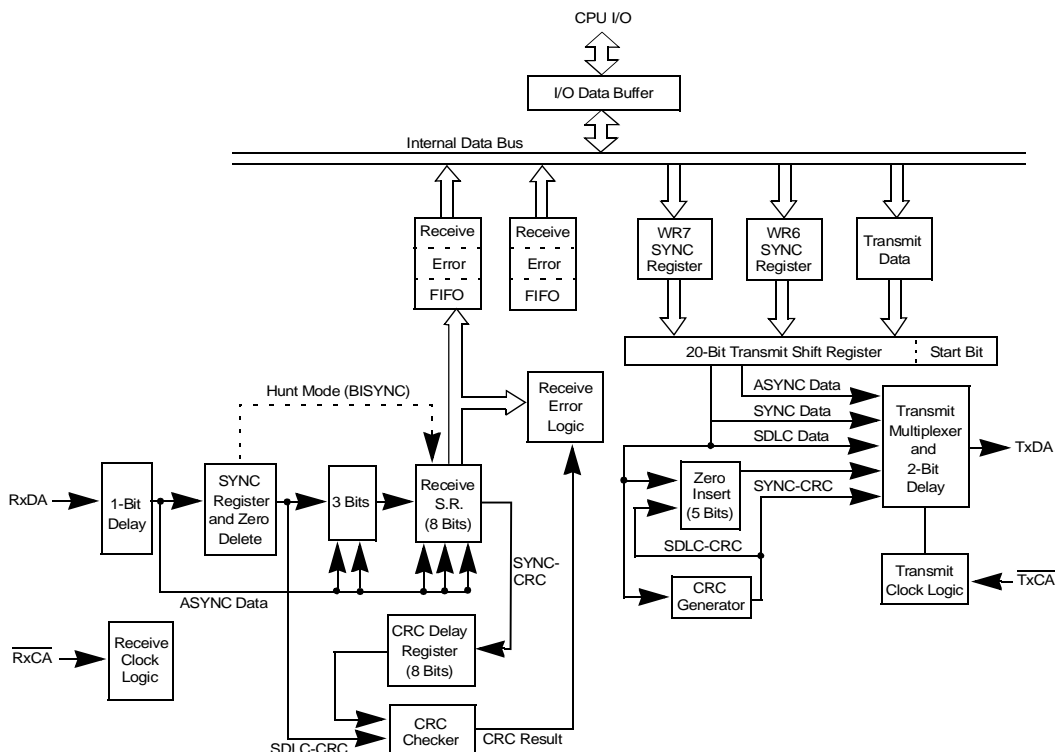 CPU I/O
I/O Data Buffer
Internal Data Bus
Receive
Error
FIFO
Receive
Error
FIFO
WR7
SYNC
Register
WR6
SYNC
Register
Transmit
Data
20-Bit Transmit Shift Register
Start Bit
Hunt Mode (BISYNC)
Receive
Error
Logic
ASYNC Data
SYNC Data
SDLC Data
Transmit
Multiplexer
and
2-Bit
Delay
TxDA
RxDA
1-Bit
Delay
SYNC
Register
and Zero
Delete
3 Bits
Receive
S.R.
(8 Bits)
Zero
Insert
(5 Bits)
SYNC-CRC
SDLC-CRC
SYNC-
CRC
ASYNC Data
CRC
Generator
Transmit
Clock Logic
TxCA
RxCA
Receive
Clock
Logic
CRC Delay
Register
(8 Bits)
CRC
Checker
SDLC-CRC
CRC Result